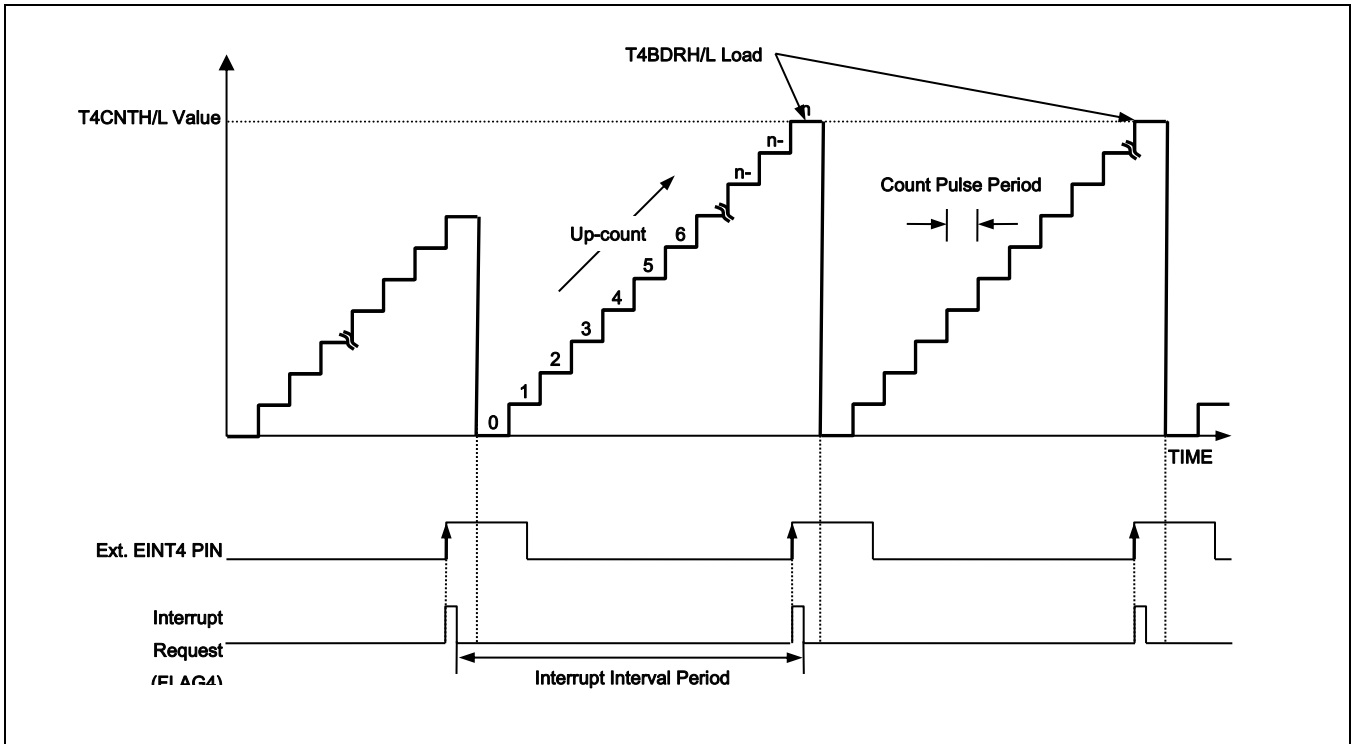 T4BDRH/L Load
T4CNTH/L Value
n
n-
n-
Count Pulse Period
Up-count
6
5
4
3
2
1
0
TIME
Ext. EINT4 PIN
Interrupt
Request
(FLAG4)
Interrupt Interval Period